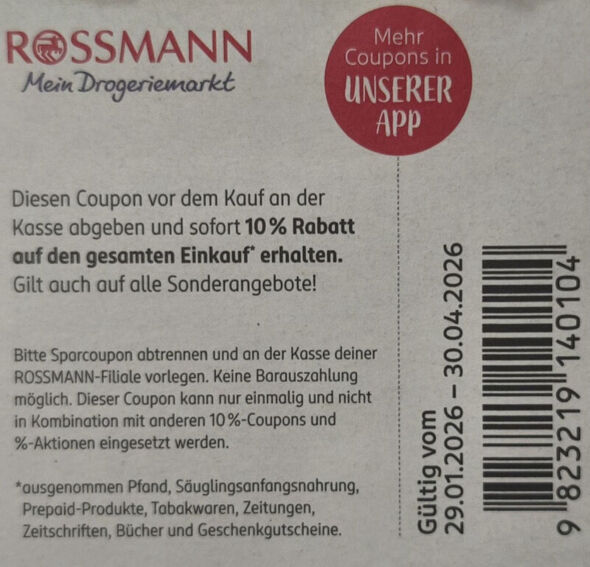 ROSSMANN
Mein Drogeriemarkt
Mehr
Coupons in
UNSERER
APP
Diesen Coupon vor dem Kauf an der
Kasse abgeben und sofort 10 % Rabatt
auf den gesamten Einkauf* erhalten.
Gilt auch auf alle Sonderangebote!
Bitte Sparcoupon abtrennen und an der Kasse deiner
ROSSMANN-Filiale vorlegen. Keine Barauszahlung
möglich. Dieser Coupon kann nur einmalig und nicht
in Kombination mit anderen 10 %-Coupons und
%-Aktionen eingesetzt werden.
*ausgenommen Pfand, Säuglingsanfangsnahrung,
Prepaid-Produkte, Tabakwaren, Zeitungen,
Zeitschriften, Bücher und Geschenkgutscheine.
Gültig vom
29.01.2026 – 30.04.2026
9 823219 140104